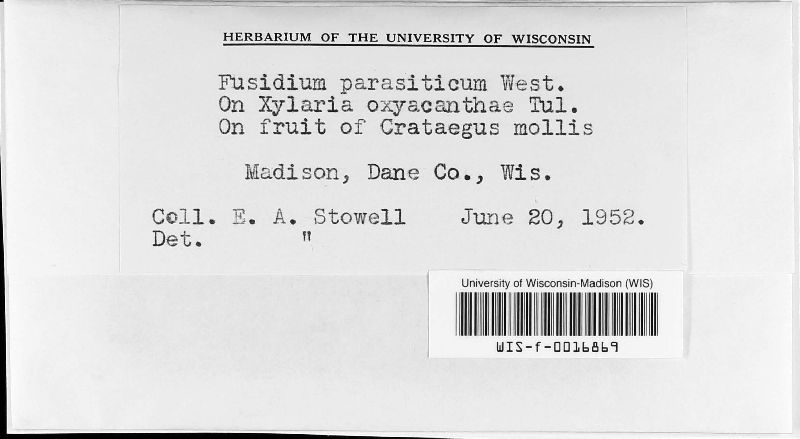 HERBARIUM OF THE UNIVERSITY OF WISCONSIN
Fusidium parasiticum West.
On Xylaria oxyacanthae Tul.
On fruit of Crataegus mollis
Madison, Dane Co., Wis.
Coll. E. A. Stowell June 20, 1952.
Det. "
University of Wisconsin-Madison (WIS)
WIS-f-0016869